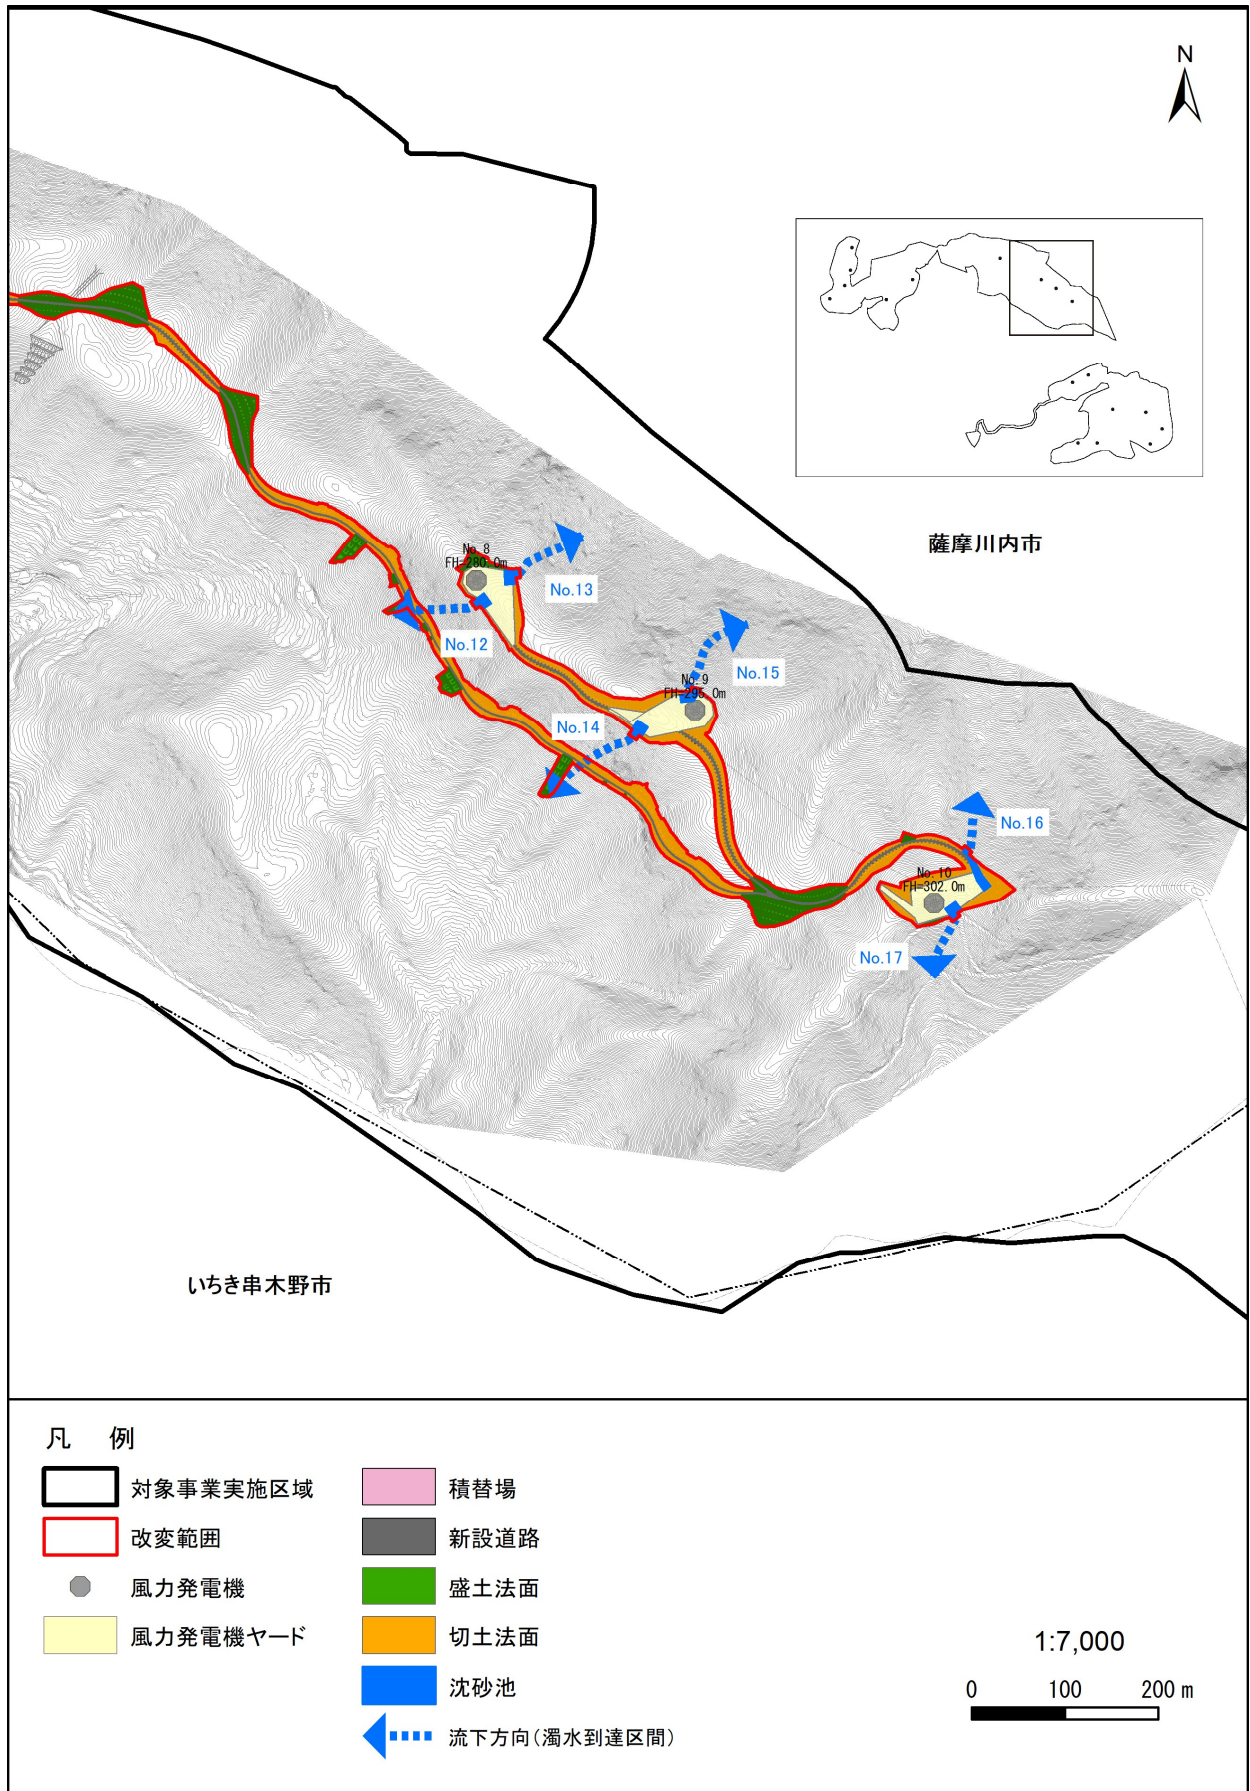 N
薩摩川内市
No.8
FH=280.0m
No.13
No.12
No.15
No.9
FH=295.0m
No.14
No.16
No.10
FH=302.0m
No.17
いちき串木野市
凡 例
対象事業実施区域
改変範囲
風力発電機
風力発電機ヤード
積替場
新設道路
盛土法面
切土法面
沈砂池
流下方向(濁水到達区間)
1:7,000
0 100 200 m